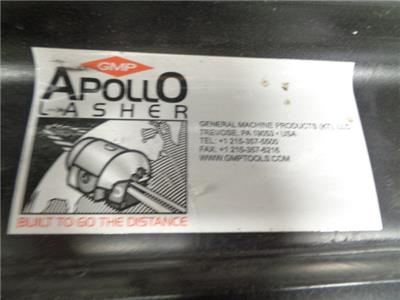 GMP
APOLLO
LASHER
BUILT TO GO THE DISTANCE
GENERAL MACHINE PRODUCTS (KT), LLC
TREVOSE, PA 19053 • USA
TEL: +1 215-357-5500
FAX: +1 215-357-6216
WWW.GMPTOOLS.COM